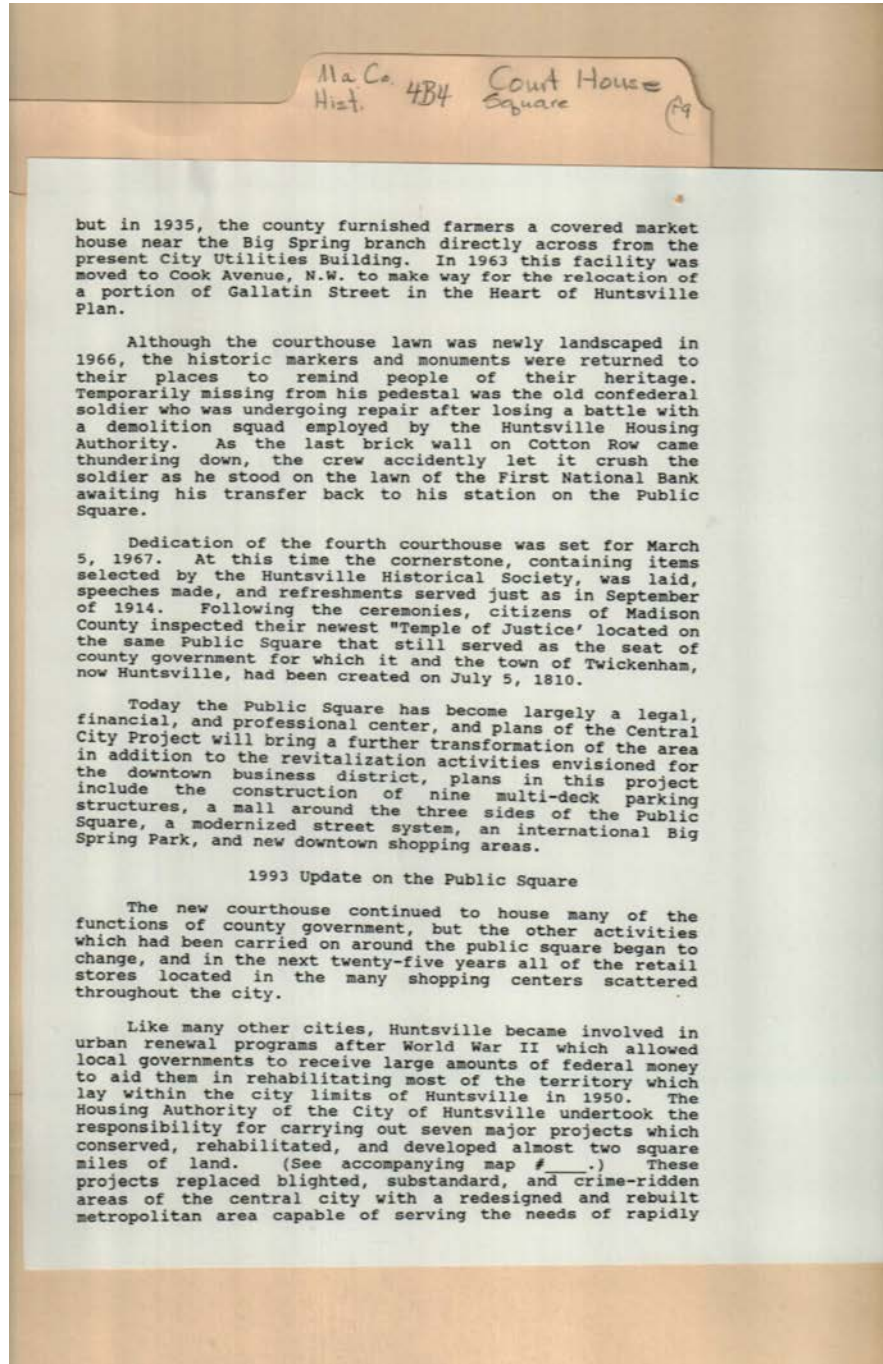 Ma. Co. 4B4 Court House
Hist. Square
but in 1935, the county furnished farmers a covered market
house near the Big Spring branch directly across from the
present City Utilities Building. In 1963 this facility was
moved to Cook Avenue, N.W. to make way for the relocation of
a portion of Gallatin Street in the Heart of Huntsville
Plan.
Although the courthouse lawn was newly landscaped in
1966, the historic markers and monuments were returned to
their places to remind people of their heritage.
Temporarily missing from his pedestal was the old confederal
soldier who was undergoing repair after losing a battle with
a demolition squad employed by the Huntsville Housing
Authority. As the last brick wall on Cotton Row came
thundering down, the crew accidently let it crush the
soldier as he stood on the lawn of the First National Bank
awaiting his transfer back to his station on the Public
Square.
Dedication of the fourth courthouse was set for March
5, 1967. At this time the cornerstone, containing items
selected by the Huntsville Historical Society, was laid,
speeches made, and refreshments served just as in September
of 1914. Following the ceremonies, citizens of Madison
County inspected their newest "Temple of Justice' located on
the same Public Square that still served as the seat of
county government for which it and the town of Twickenham,
now Huntsville, had been created on July 5, 1810.
Today the Public Square has become largely a legal,
financial, and professional center, and plans of the Central
City Project will bring a further transformation of the area
in addition to the revitalization activities envisioned for
the downtown business district, plans in this project
include the construction of nine multi-deck parking
structures, a mall around the three sides of the Public
Square, a modernized street system, an international Big
Spring Park, and new downtown shopping areas.
1993 Update on the Public Square
The new courthouse continued to house many of the
functions of county government, but the other activities
which had been carried on around the public square began to
change, and in the next twenty-five years all of the retail
stores located in the many shopping centers scattered
throughout the city.
Like many other cities, Huntsville became involved in
urban renewal programs after World War II which allowed
local governments to receive large amounts of federal money
to aid them in rehabilitating most of the territory which
lay within the city limits of Huntsville in 1950. The
Housing Authority of the City of Huntsville undertook the
responsibility for carrying out seven major projects which
conserved, rehabilitated, and developed almost two square
miles of land. (See accompanying map #____.) These
projects replaced blighted, substandard, and crime-ridden
areas of the central city with a redesigned and rebuilt
metropolitan area capable of serving the needs of rapidly